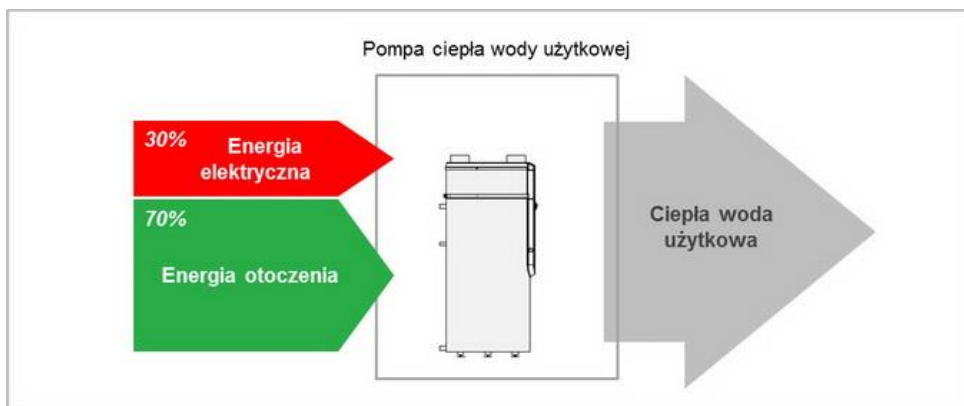 Pompa ciepła wody użytkowej
30%
Energia
elektryczna
70%
Energia otoczenia
Ciepła woda
użytkowa